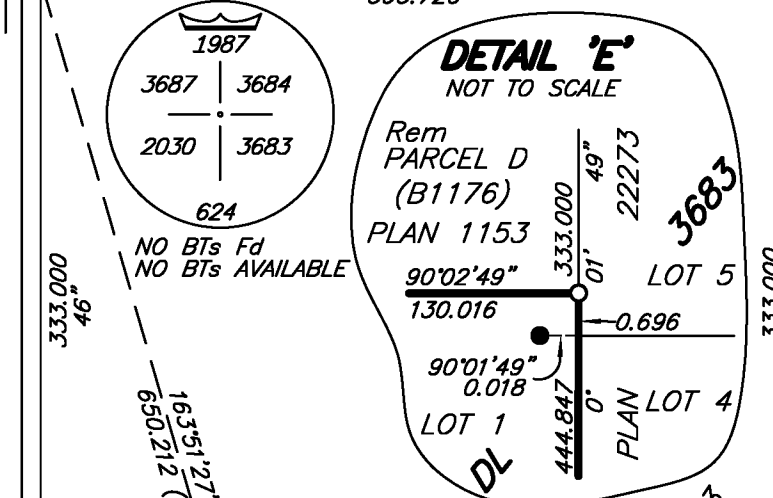 1987
3687 3684
2030 3683
624
NO BTs Fd
NO BTs AVAILABLE
333.000
46"
163°51'27"
650.212 (
DETAIL 'E'
NOT TO SCALE
Rem
PARCEL D
(B1176)
PLAN 1153
333.000
0° 01' 49"
PLAN 22273
3683
LOT 5
90°02'49"
130.016
0.696
90°01'49"
0.018
444.847
LOT 4
LOT 1
DL
333.000